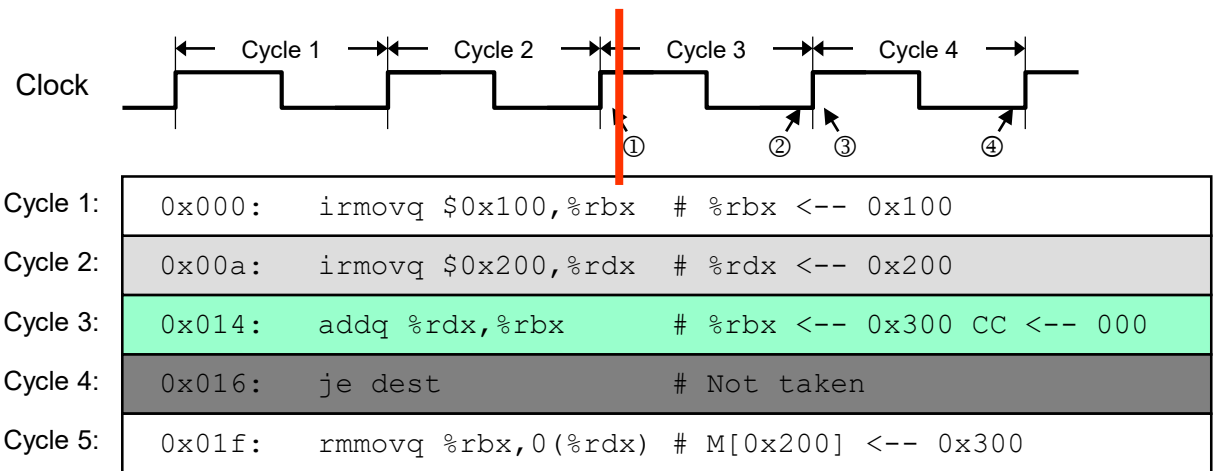 Cycle 1 Cycle 2 Cycle 3 Cycle 4
Clock
① ② ③ ④
Cycle 1: 0x000: irmovq $0x100,%rbx # %rbx <-- 0x100
Cycle 2: 0x00a: irmovq $0x200,%rdx # %rdx <-- 0x200
Cycle 3: 0x014: addq %rdx,%rbx # %rbx <-- 0x300 CC <-- 000
Cycle 4: 0x016: je dest # Not taken
Cycle 5: 0x01f: rmmovq %rbx,0(%rdx) # M[0x200] <-- 0x300